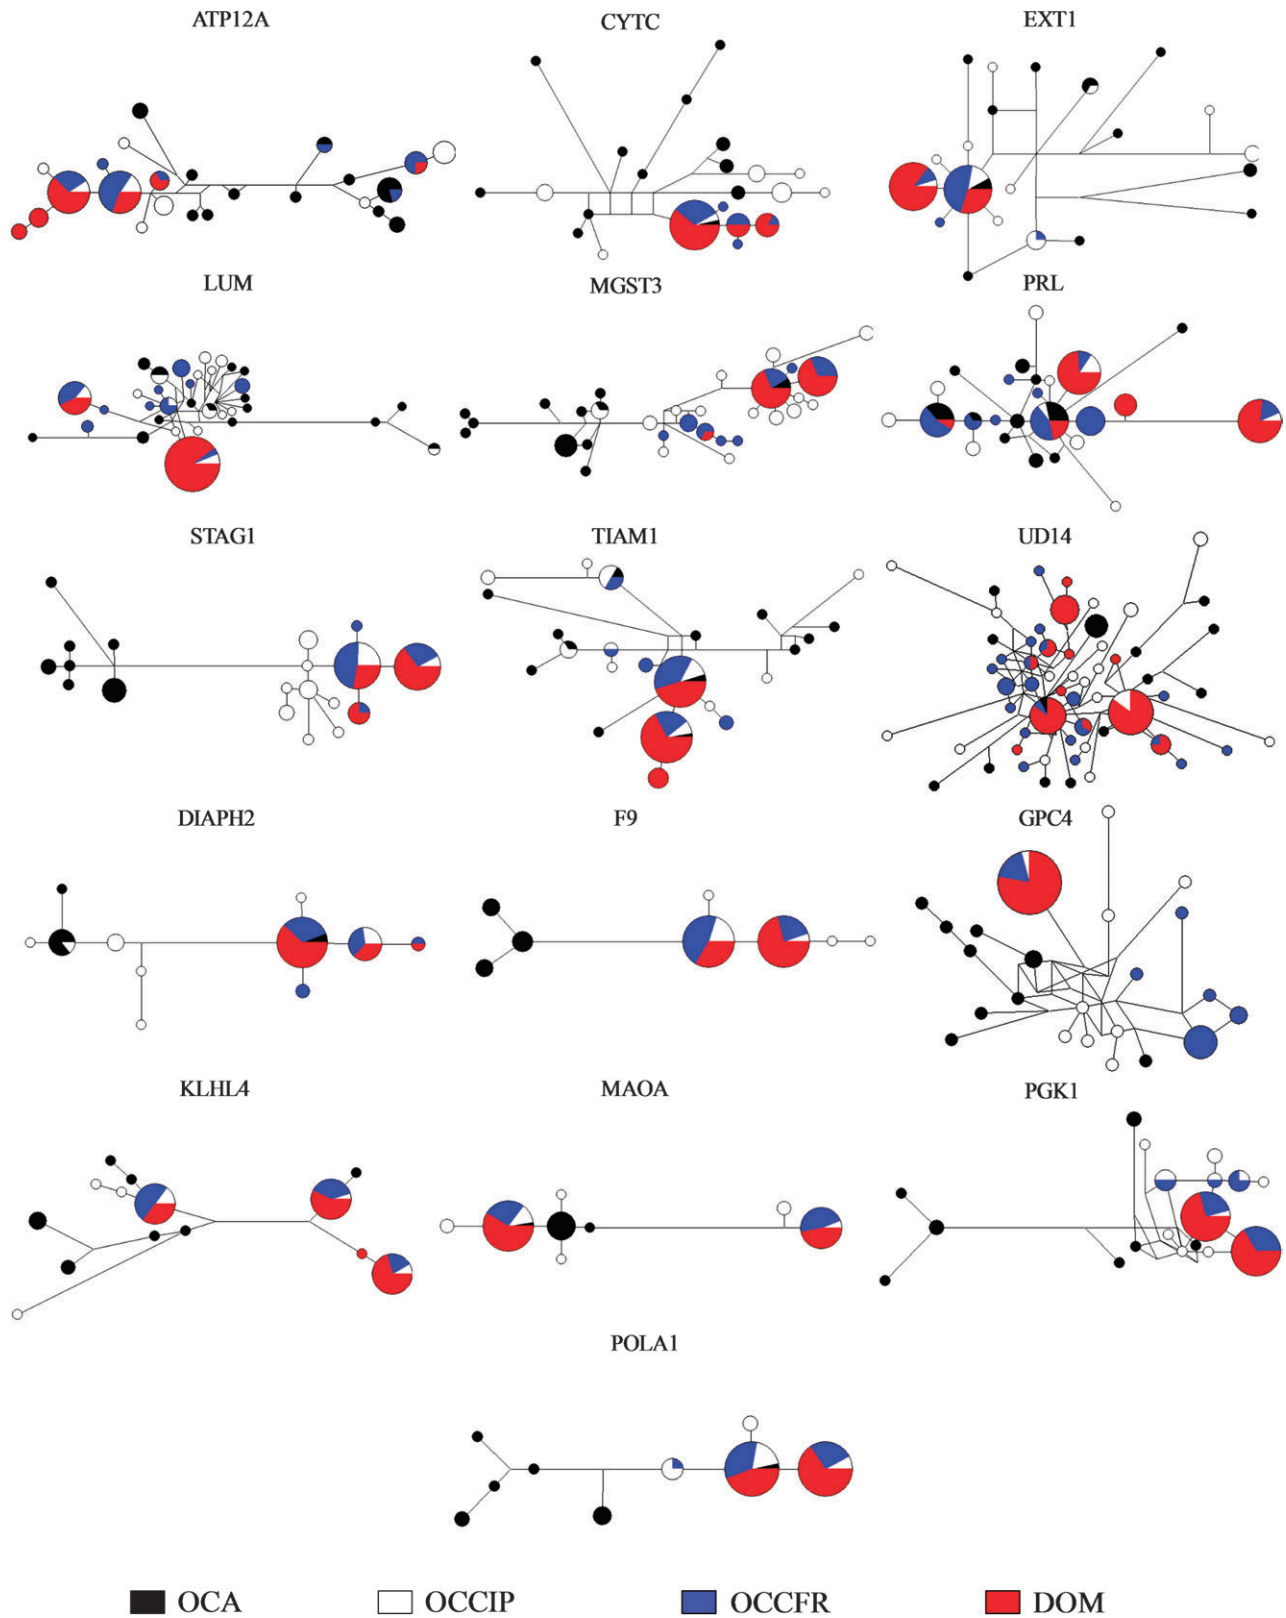 ATP12A CYTC EXT1
LUM MGST3 PRL
STAG1 TIAM1 UD14
DIAPH2 F9 GPC4
KLHL4 MAOA PGK1
POLA1
OCA OCCIP OCCFR DOM